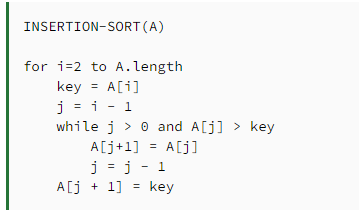 INSERTION-SORT(A)

for i=2 to A.length
    key = A[i]
    j = i - 1
    while j > 0 and A[j] > key
        A[j+1] = A[j]
        j = j - 1
    A[j + 1] = key